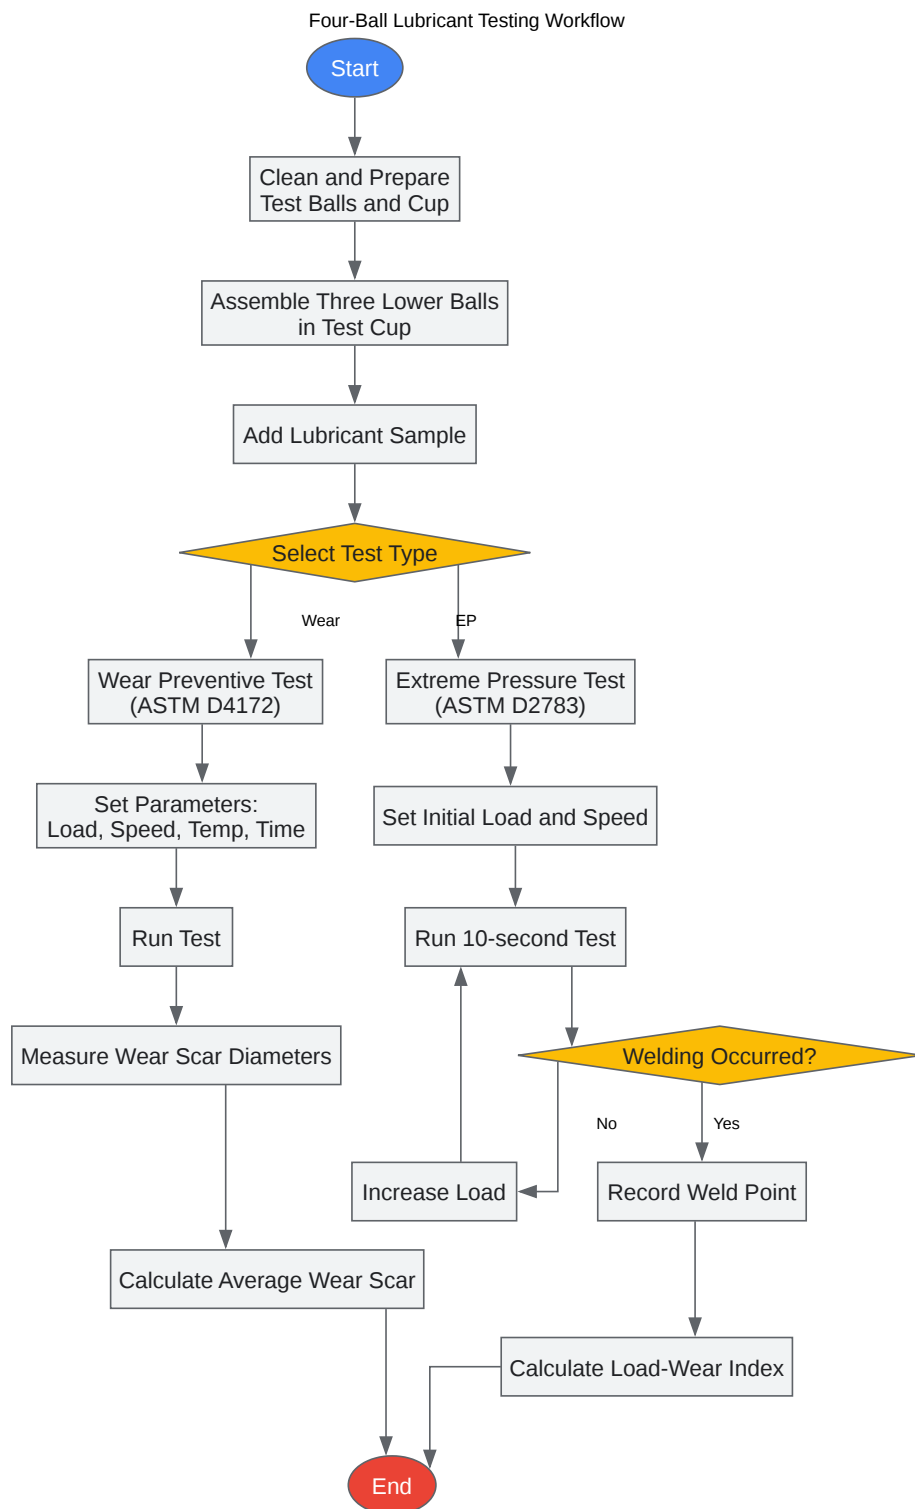 Four-Ball Lubricant Testing Workflow
Start
Clean and Prepare
Test Balls and Cup
Assemble Three Lower Balls
in Test Cup
Add Lubricant Sample
Select Test Type
Wear
EP
Wear Preventive Test
(ASTM D4172)
Extreme Pressure Test
(ASTM D2783)
Set Parameters:
Load, Speed, Temp, Time
Set Initial Load and Speed
Run Test
Run 10-second Test
Measure Wear Scar Diameters
Welding Occurred?
No
Yes
Increase Load
Record Weld Point
Calculate Average Wear Scar
Calculate Load-Wear Index
End